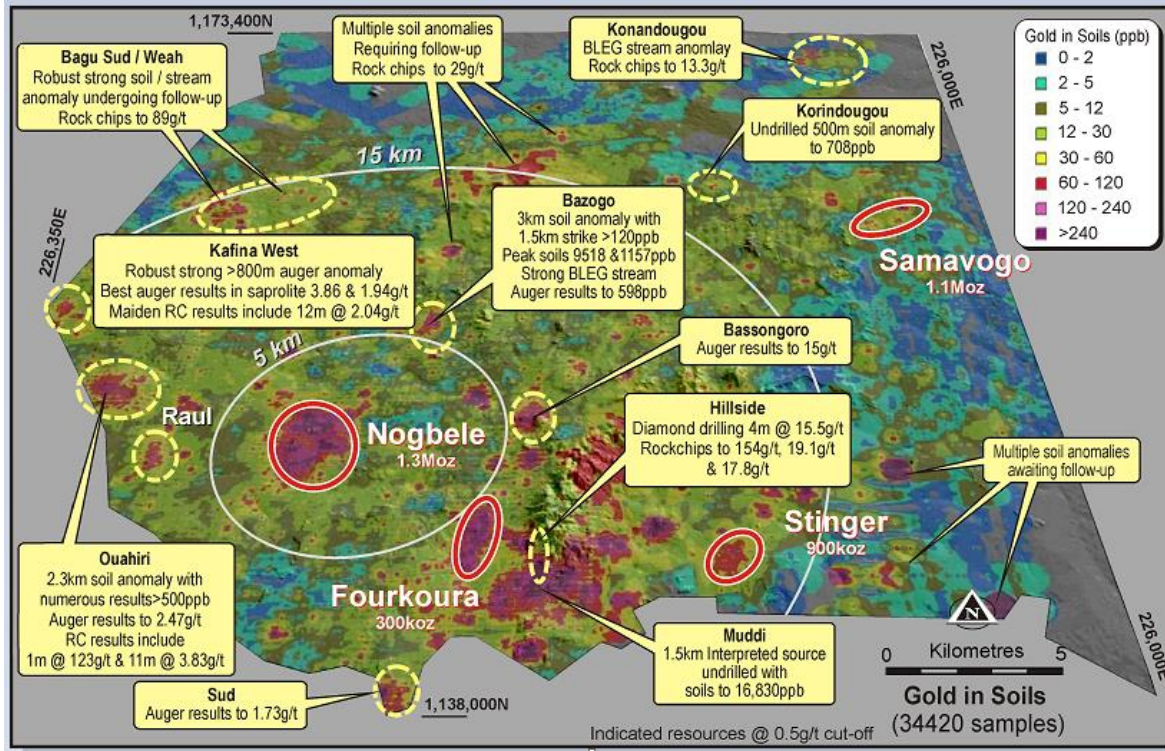 1,173,400N
Bagu Sud / Weah
Robust strong soil / stream
anomaly undergoing follow-up
Rock chips to 89g/t
Multiple soil anomalies
Requiring follow-up
Rock chips to 29g/t
Konandougou
BLEG stream anomlay
Rock chips to 13.3g/t
226,000E
Gold in Soils (ppb)
0 - 2
2 - 5
5 - 12
12 - 30
30 - 60
60 - 120
120 - 240
>240
Korindougou
Undrilled 500m soil anomaly
to 708ppb
15 km
Bazogo
3km soil anomaly with
1.5km strike >120ppb
Peak soils 9518 &1157ppb
Strong BLEG stream
Auger results to 598ppb
226,350E
Kafina West
Robust strong >800m auger anomaly
Best auger results in saprolite 3.86 & 1.94g/t
Maiden RC results include 12m @ 2.04g/t
Samavogo
1.1Moz
5 km
Bassongoro
Auger results to 15g/t
Raul
Nogbele
1.3Moz
Hillside
Diamond drilling 4m @ 15.5g/t
Rockchips to 154g/t, 19.1g/t
& 17.8g/t
Multiple soil anomalies
awaiting follow-up
Stinger
900koz
Ouahiri
2.3km soil anomaly with
numerous results>500ppb
Auger to 2.47g/t
RC results include
1m @ 123g/t & 11m @ 3.83g/t
Fourkoura
300koz
Muddi
1.5km Interpreted source
undrilled with
soils to 16,830ppb
N
Kilometres
0 5
226,000E
Sud
Auger results to 1.73g/t
1,138,000N
Gold in Soils
(34420 samples)
Indicated resources @ 0.5g/t cut-off